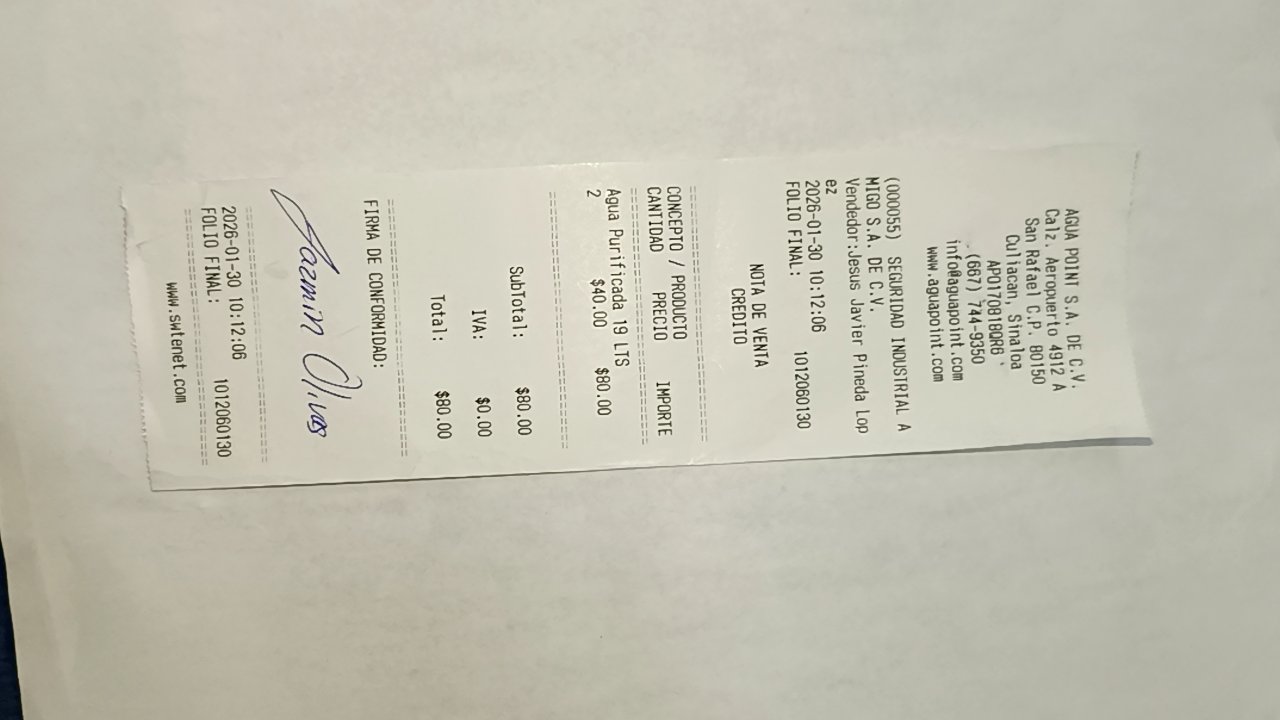 AGUA POINT S.A. DE C.V.
Calz. Aeropuerto 4912 A
San Rafael C.P. 80150
Culiacan, Sinaloa
APO170818QR6
(667) 744-9350
info@aguapoint.com
www.aguapoint.com
(000055) SEGURIDAD INDUSTRIAL A
MIGO S.A. DE C.V.
Vendedor:Jesus Javier Pineda Lop
ez
2026-01-30 10:12:06 1012060130
FOLIO FINAL:
NOTA DE VENTA
CREDITO
================================
CONCEPTO / PRODUCTO
CANTIDAD PRECIO IMPORTE
================================
Agua Purificada 19 LTS
2 $40.00 $80.00
================================
SubTotal: $80.00
IVA: $0.00
Total: $80.00
================================
FIRMA DE CONFORMIDAD:
Jazmin Olivas
================================
2026-01-30 10:12:06 1012060130
FOLIO FINAL:
================================
www.swtenet.com